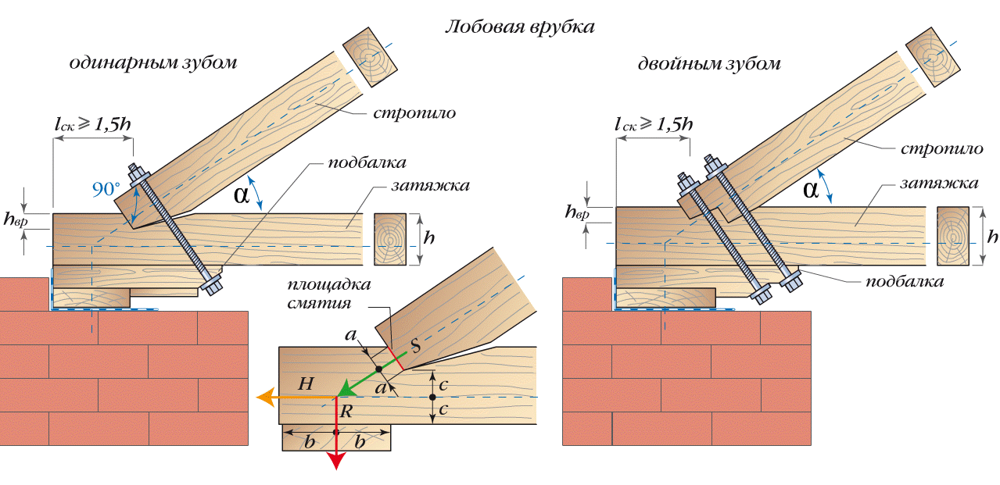 Лобовая врубка
одинарным зубом
lск ⩾ 1,5h
стропило
подбалка
90°
α
затяжка
hвр
h
площадка
смятия
a
S
a
H
c
R
c
b
b
двойным зубом
lск ⩾ 1,5h
стропило
α
затяжка
hвр
h
подбалка